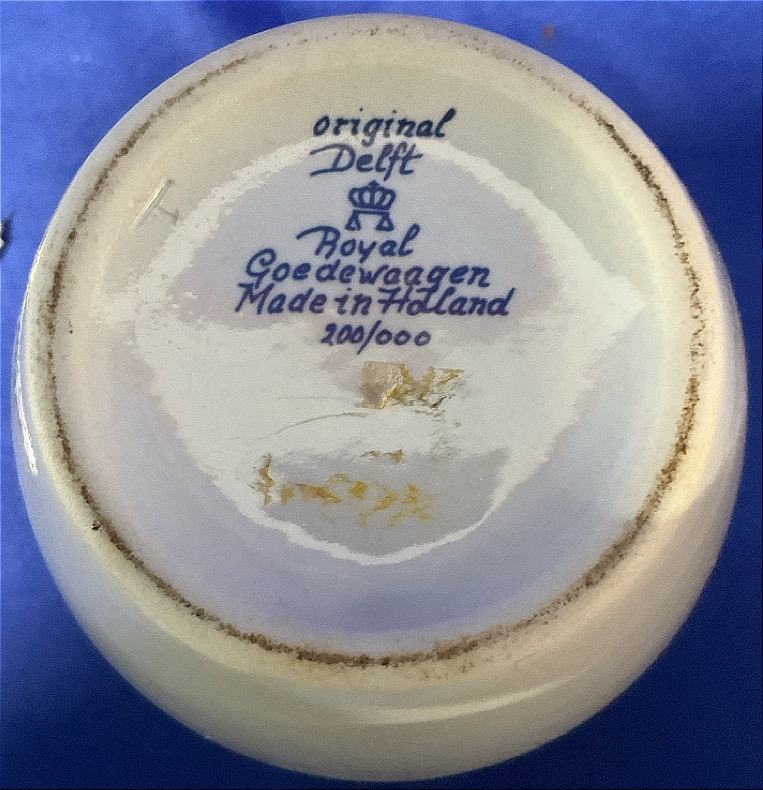 original
Delft
Royal
Goedewaagen
Made in Holland
200/000